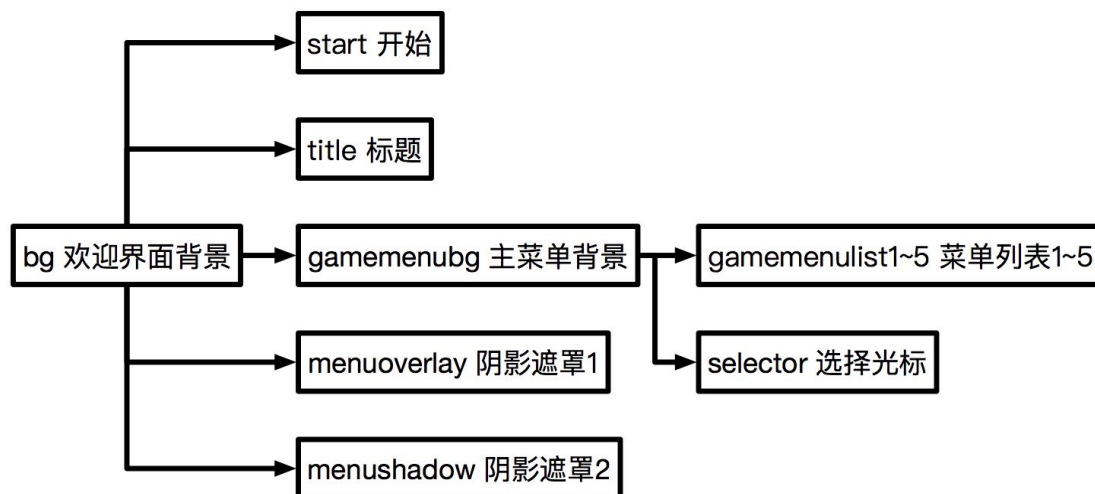 start 开始
title 标题
bg 欢迎界面背景
gamemenubg 主菜单背景
gamemenulist1~5 菜单列表1~5
menuoverlay 阴影遮罩1
selector 选择光标
menushadow 阴影遮罩2